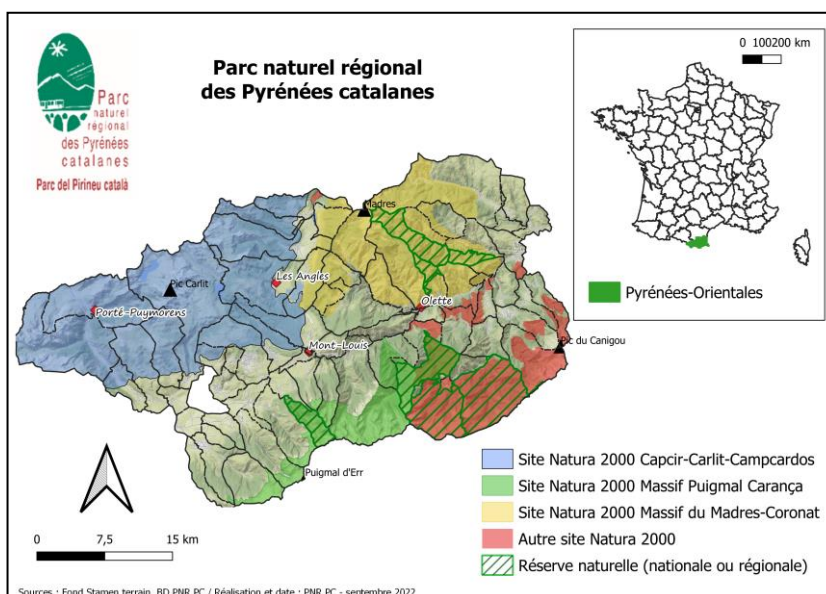 Parc naturel régional
des Pyrénées catalanes
Parc
naturel
régional
des Pyrénées
catalanes
Parc del Pirineu català
0 100200 km
Pyrénées-Orientales
Madres
Pic Carlit
Les Angles
Porté-Puymorens
Olette
Mont-Louis
Pic du Canigou
Puigmal d'Err
0 7,5 15 km
Site Natura 2000 Capcir-Carlit-Campcardos
Site Natura 2000 Massif Puigmal Carança
Site Natura 2000 Massif du Madres-Coronat
Autre site Natura 2000
Réserve naturelle (nationale ou régionale)
Sources : Fond Stamen terrain, BD PNR PC / Réalisation et date : PNR PC - septembre 2022